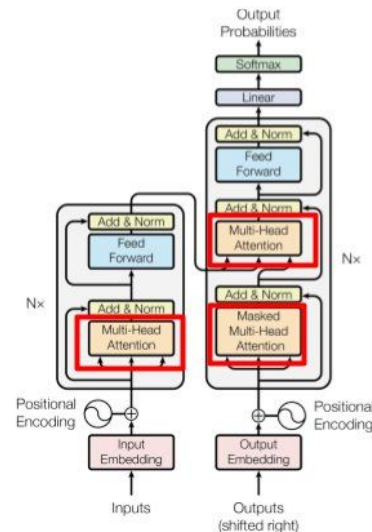 Output
Probabilities
Softmax
Linear
Add & Norm
Feed
Forward
Add & Norm
Multi-Head
Attention
Add & Norm
Masked
Multi-Head
Attention
Nx
Add & Norm
Feed
Forward
Add & Norm
Multi-Head
Attention
Nx
Positional
Encoding
Positional
Encoding
Input
Embedding
Output
Embedding
Inputs
Outputs
(shifted right)